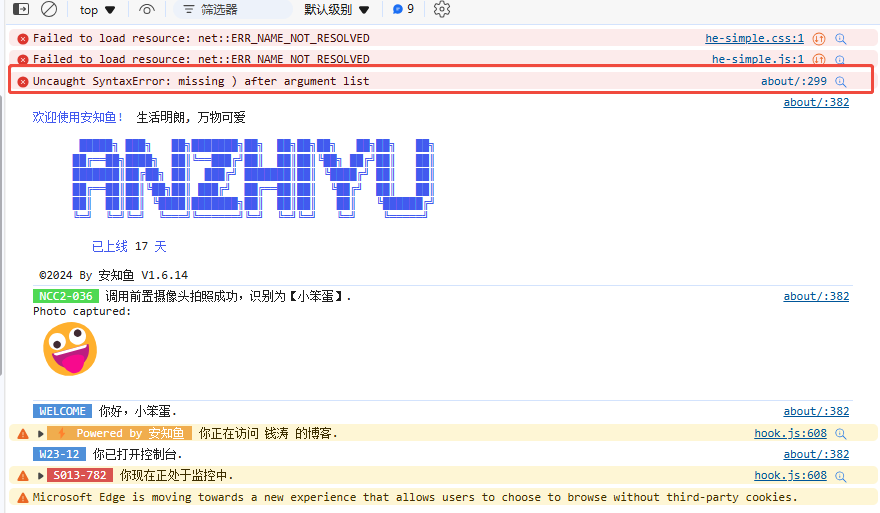 top 筛选器 默认级别 9
Failed to load resource: net::ERR_NAME_NOT_RESOLVED he-simple.css:1
Failed to load resource: net::ERR_NAME_NOT_RESOLVED he-simple.js:1
Uncaught SyntaxError: missing ) after argument list about/:299
about/:382
欢迎使用安知鱼! 生活明朗, 万物可爱
ANZHIYU
已上线 17 天
©2024 By 安知鱼 V1.6.14
NCC2-036 调用前置摄像头拍照成功，识别为【小笨蛋】. about/:382
Photo captured:
WELCOME 你好，小笨蛋. about/:382
Powered by 安知鱼 你正在访问 钱涛 的博客. hook.js:608
W23-12 你已打开控制台. about/:382
S013-782 你现在正处于监控中. hook.js:608
Microsoft Edge is moving towards a new experience that allows users to choose to browse without third-party cookies.